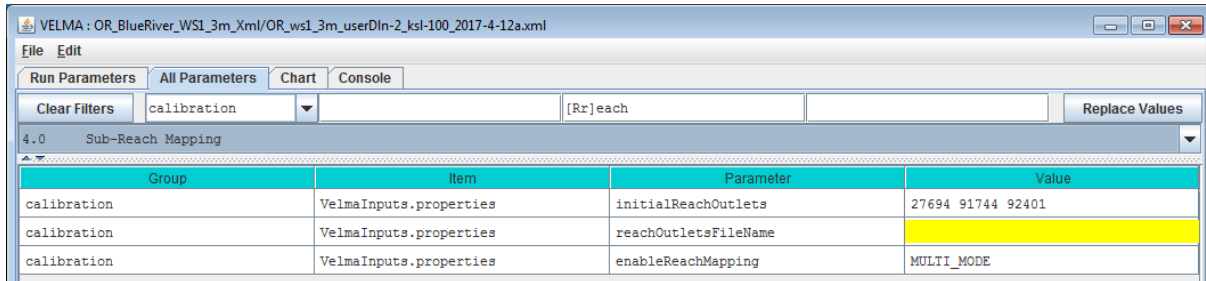 VELMA : OR_BlueRiver_WS1_3m_Xml/OR_ws1_3m_userDIn-2_ksl-100_2017-4-12a.xml
File Edit
Run Parameters All Parameters Chart Console
Clear Filters calibration [Rr]each Replace Values
4.0 Sub-Reach Mapping
Group Item Parameter Value
calibration VelmaInputs.properties initialReachOutlets 27694 91744 92401
calibration VelmaInputs.properties reachOutletsFileName
calibration VelmaInputs.properties enableReachMapping MULTI_MODE